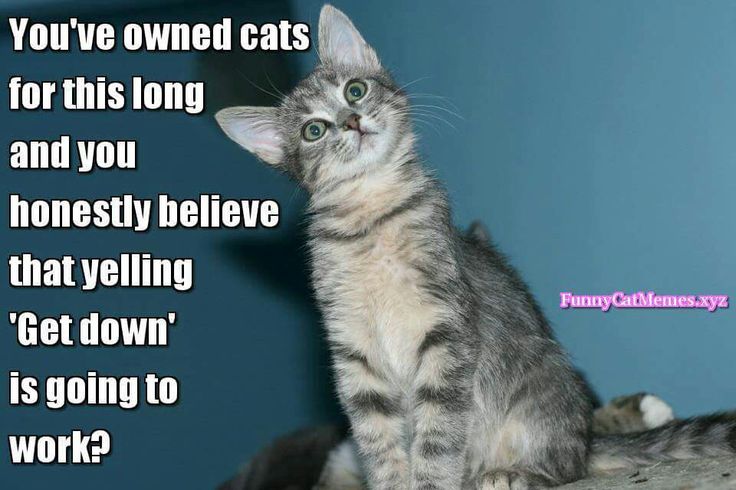 You've owned cats
for this long
and you
honestly believe
that yelling
'Get down'
is going to
work?
FunnyCatMemes.xyz